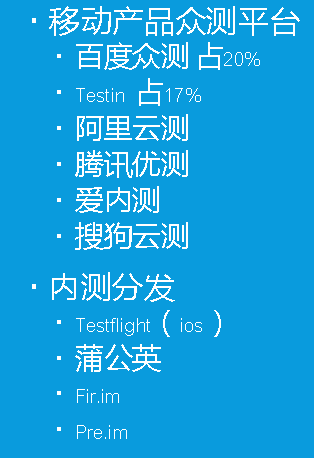 · 移动产品众测平台
· 百度众测 占20%
· Testin 占17%
· 阿里云测
· 腾讯优测
· 爱内测
· 搜狗云测
· 内测分发
· Testflight（ios）
· 蒲公英
· Fir.im
· Pre.im